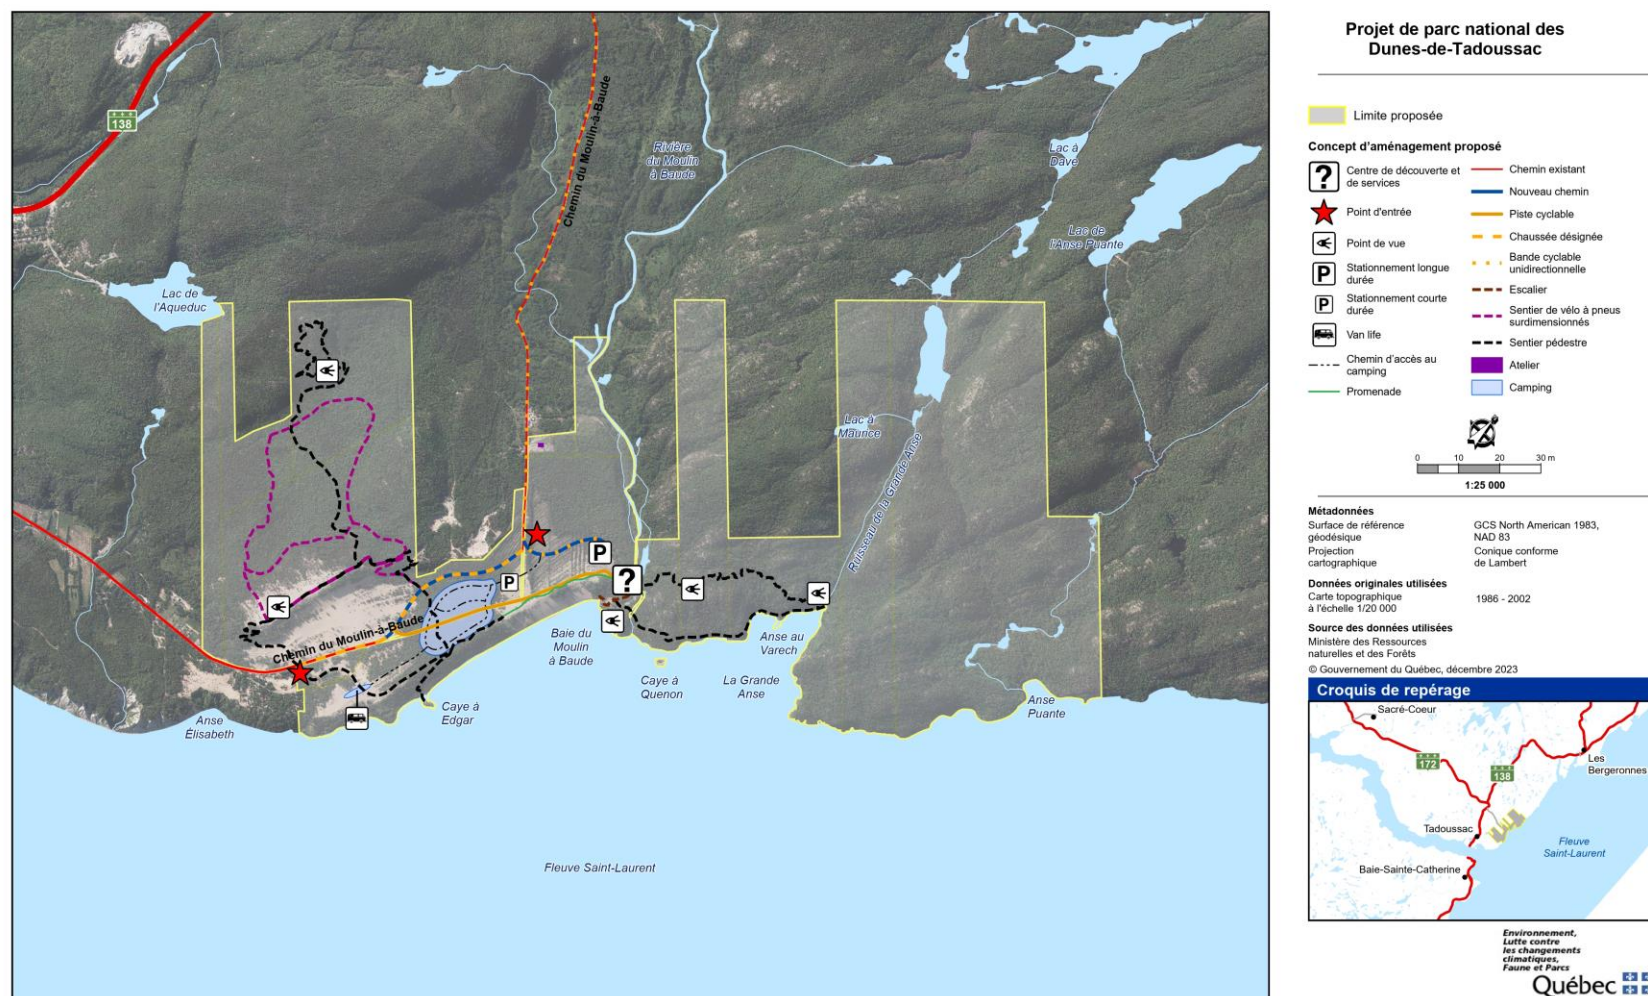 138
Chemin du Moulin-à-Baude
Rivière
du Moulin
à Baude
Lac à
Dave
Lac de
l'Anse Puante
Lac de
l'Aqueduc
Lac à
Maurice
Ruisseau de la Grande Anse
P
P
?
Chemin du Moulin-à-Baude
Baie du
Moulin
à Baude
Anse au
Varech
Caye à
Quenon
La Grande
Anse
Anse
Puante
Caye à
Edgar
Anse
Élisabeth
Fleuve Saint-Laurent
Projet de parc national des
Dunes-de-Tadoussac
Limite proposée
Concept d'aménagement proposé
?
Centre de découverte et
de services
Point d'entrée
Point de vue
P
Stationnement longue
durée
P
Stationnement courte
durée
Van life
Chemin d'accès au
camping
Promenade
Chemin existant
Nouveau chemin
Piste cyclable
Chaussée désignée
Bande cyclable
unidirectionnelle
Escalier
Sentier de vélo à pneus
surdimensionnés
Sentier pédestre
Atelier
Camping
0 10 20 30 m
1:25 000
Métadonnées
Surface de référence
géodésique
GCS North American 1983,
NAD 83
Projection
cartographique
Conique conforme
de Lambert
Données originales utilisées
Carte topographique
à l'échelle 1/20 000
1986 - 2002
Source des données utilisées
Ministère des Ressources
naturelles et des Forêts
© Gouvernement du Québec, décembre 2023
Croquis de repérage
Sacré-Coeur
172
138
Les
Bergeronnes
Tadoussac
Fleuve
Saint-Laurent
Baie-Sainte-Catherine
Environnement,
Lutte contre
les changements
climatiques,
Faune et Parcs
Québec